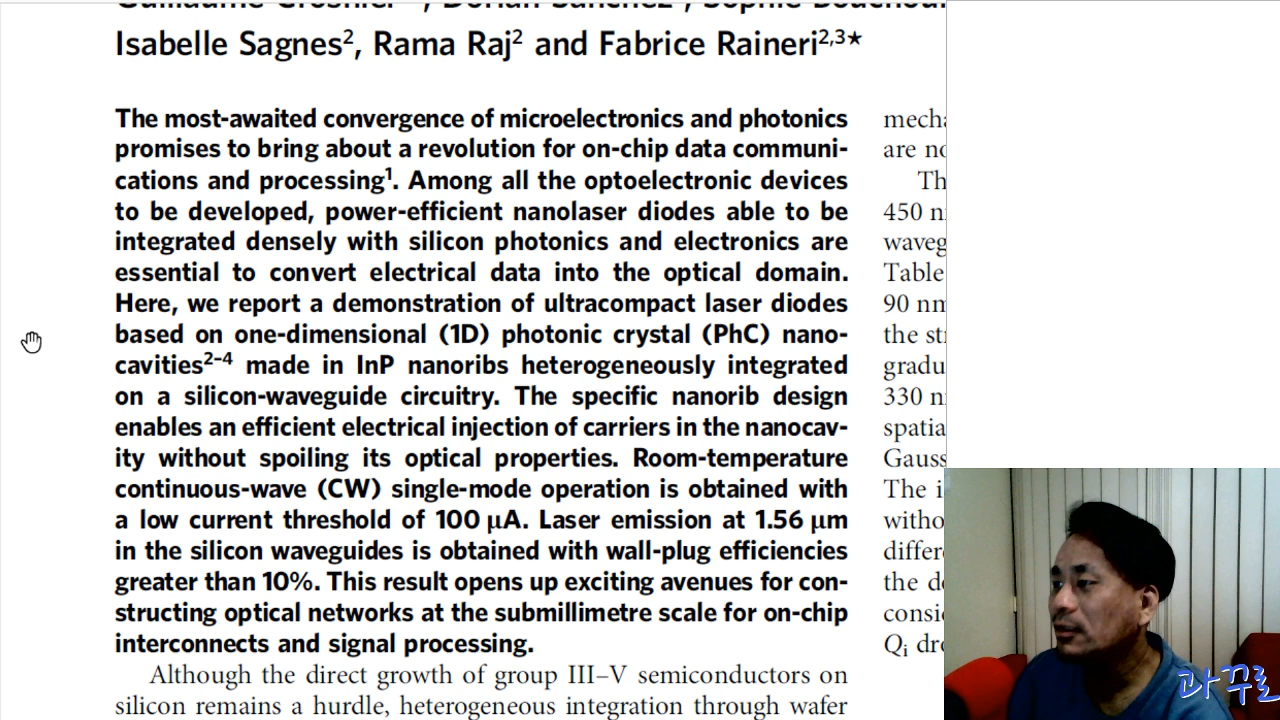 Isabelle Sagnes2, Rama Raj2 and Fabrice Raineri2,3★
The most-awaited convergence of microelectronics and photonics
promises to bring about a revolution for on-chip data communi-
cations and processing1. Among all the optoelectronic devices
to be developed, power-efficient nanolaser diodes able to be
integrated densely with silicon photonics and electronics are
essential to convert electrical data into the optical domain.
Here, we report a demonstration of ultracompact laser diodes
based on one-dimensional (1D) photonic crystal (PhC) nano-
cavities2–4 made in InP nanoribs heterogeneously integrated
on a silicon-waveguide circuitry. The specific nanorib design
enables an efficient electrical injection of carriers in the nanocav-
ity without spoiling its optical properties. Room-temperature
continuous-wave (CW) single-mode operation is obtained with
a low current threshold of 100 μA. Laser emission at 1.56 μm
in the silicon waveguides is obtained with wall-plug efficiencies
greater than 10%. This result opens up exciting avenues for con-
structing optical networks at the submillimetre scale for on-chip
interconnects and signal processing.
Although the direct growth of group III–V semiconductors on
silicon remains a hurdle, heterogeneous integration through wafer
mecha
are no
Th
450 n
waveg
Table
90 nm
the st
gradu
330 n
spatia
Gauss
The i
witho
differe
the d
consi
Qi dr
과꾸로